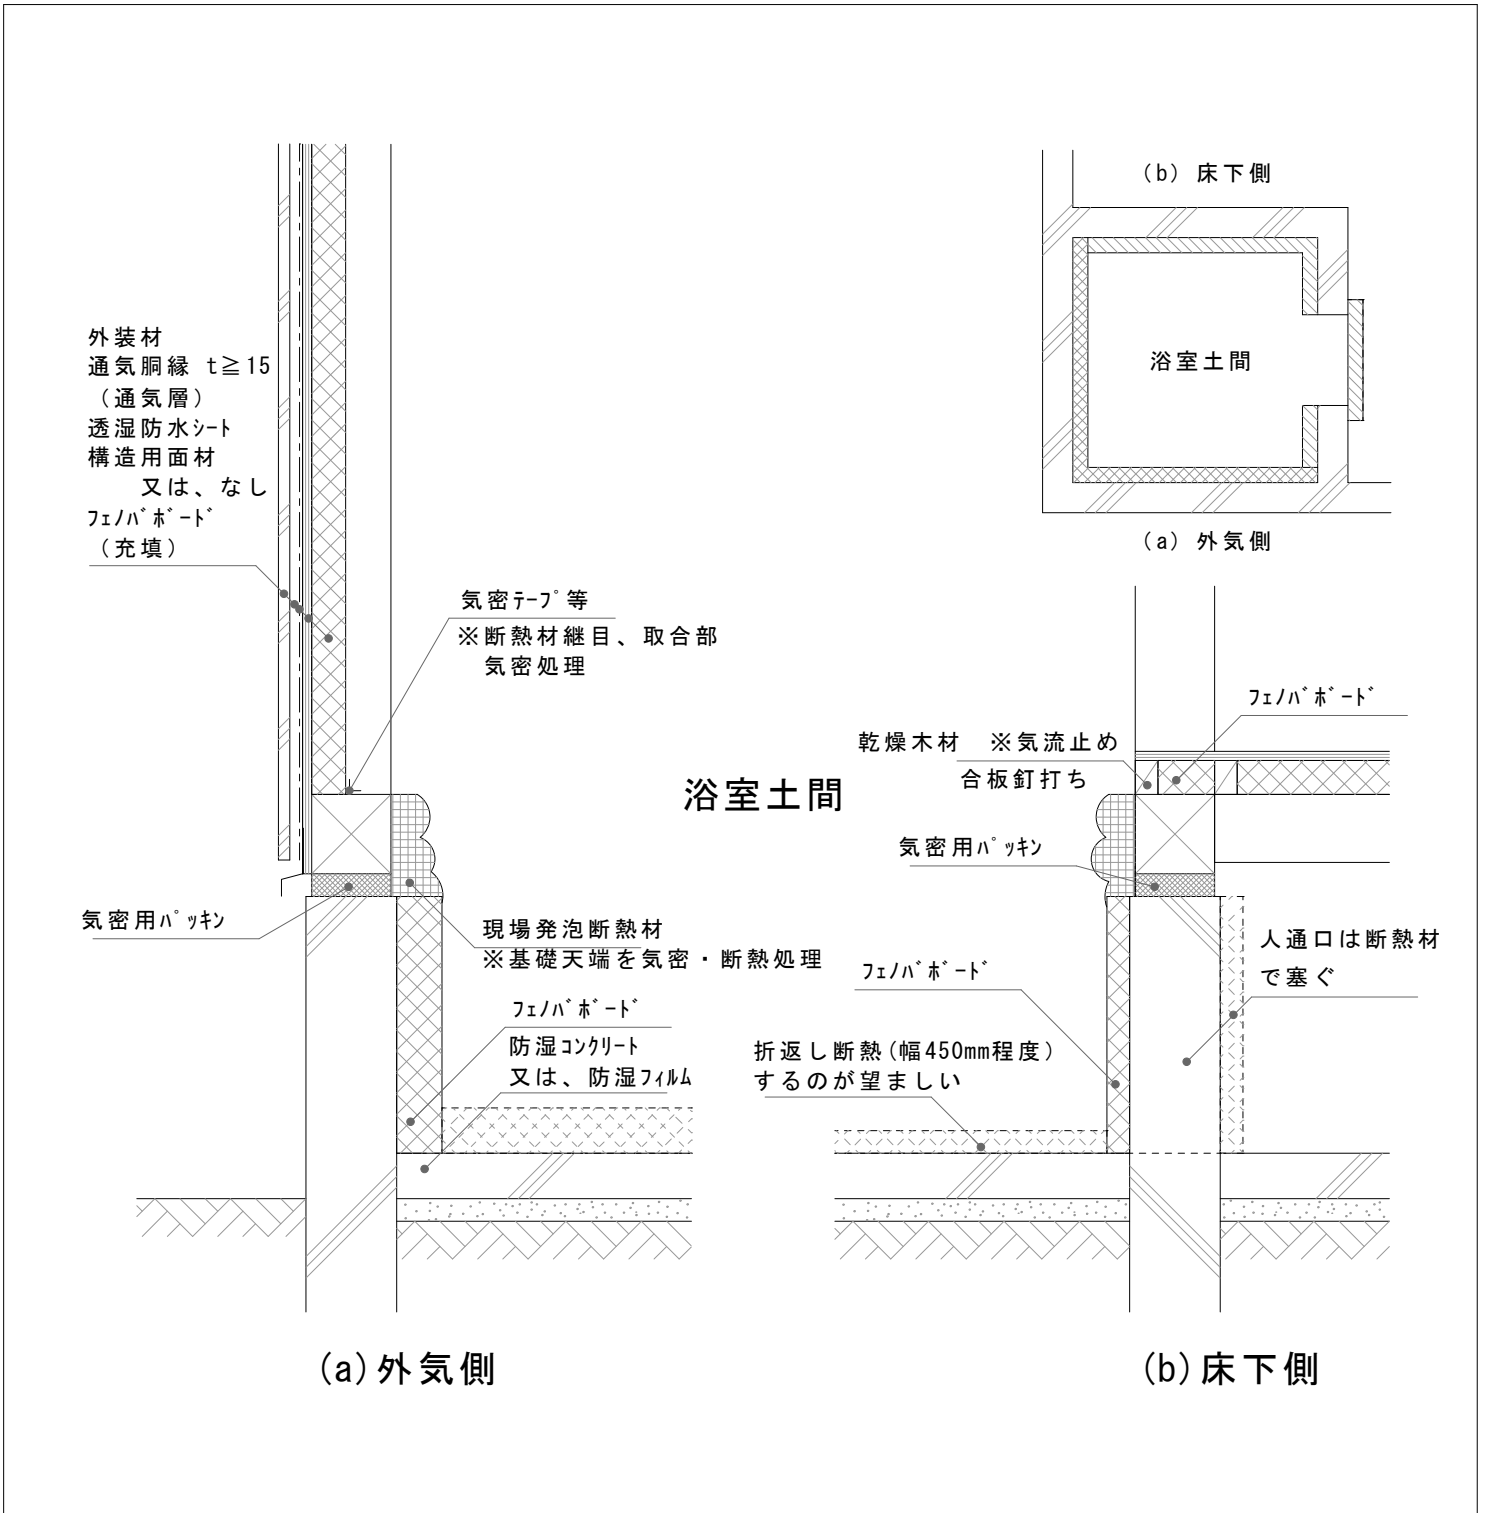 (b) 床下側
浴室土間
(a) 外気側
外装材
通気胴縁 t≧15
（通気層）
透湿防水ｼｰﾄ
構造用面材
又は、なし
ﾌｪﾉﾊﾞﾎﾞｰﾄﾞ
（充填）
気密ﾃｰﾌﾟ等
※断熱材継目、取合部
気密処理
気密用ﾊﾟｯｷﾝ
現場発泡断熱材
※基礎天端を気密・断熱処理
ﾌｪﾉﾊﾞﾎﾞｰﾄﾞ
防湿ｺﾝｸﾘｰﾄ
又は、防湿ﾌｨﾙﾑ
浴室土間
ﾌｪﾉﾊﾞﾎﾞｰﾄﾞ
乾燥木材 ※気流止め
合板釘打ち
気密用ﾊﾟｯｷﾝ
人通口は断熱材
で塞ぐ
ﾌｪﾉﾊﾞﾎﾞｰﾄﾞ
折返し断熱(幅450mm程度)
するのが望ましい
(a)外気側
(b)床下側